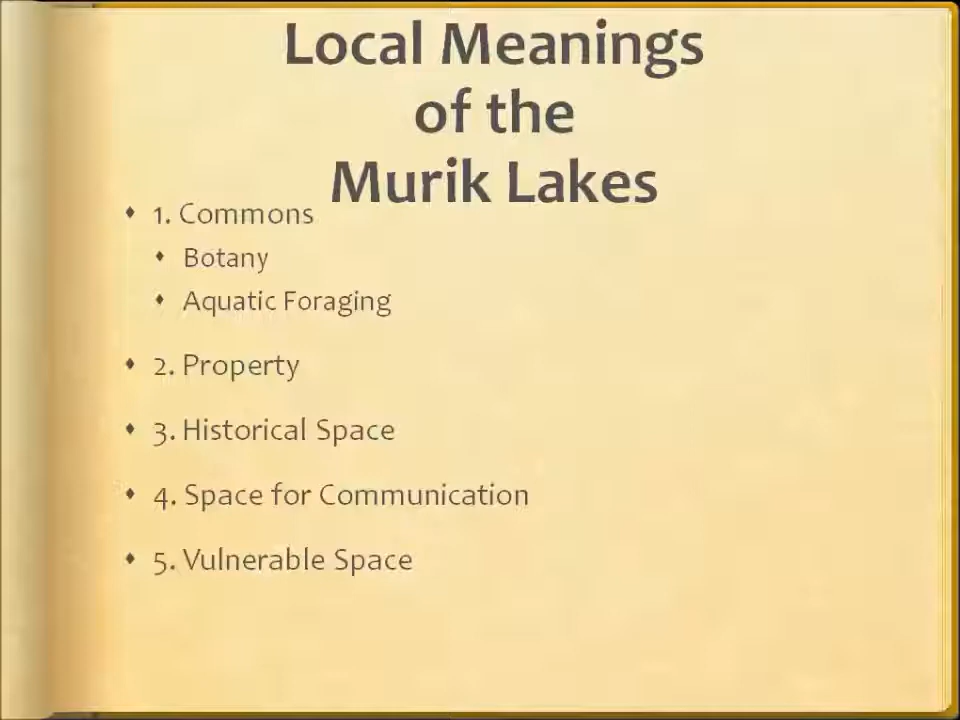 Local Meanings
of the
Murik Lakes
1. Commons
Botany
Aquatic Foraging
2. Property
3. Historical Space
4. Space for Communication
5. Vulnerable Space